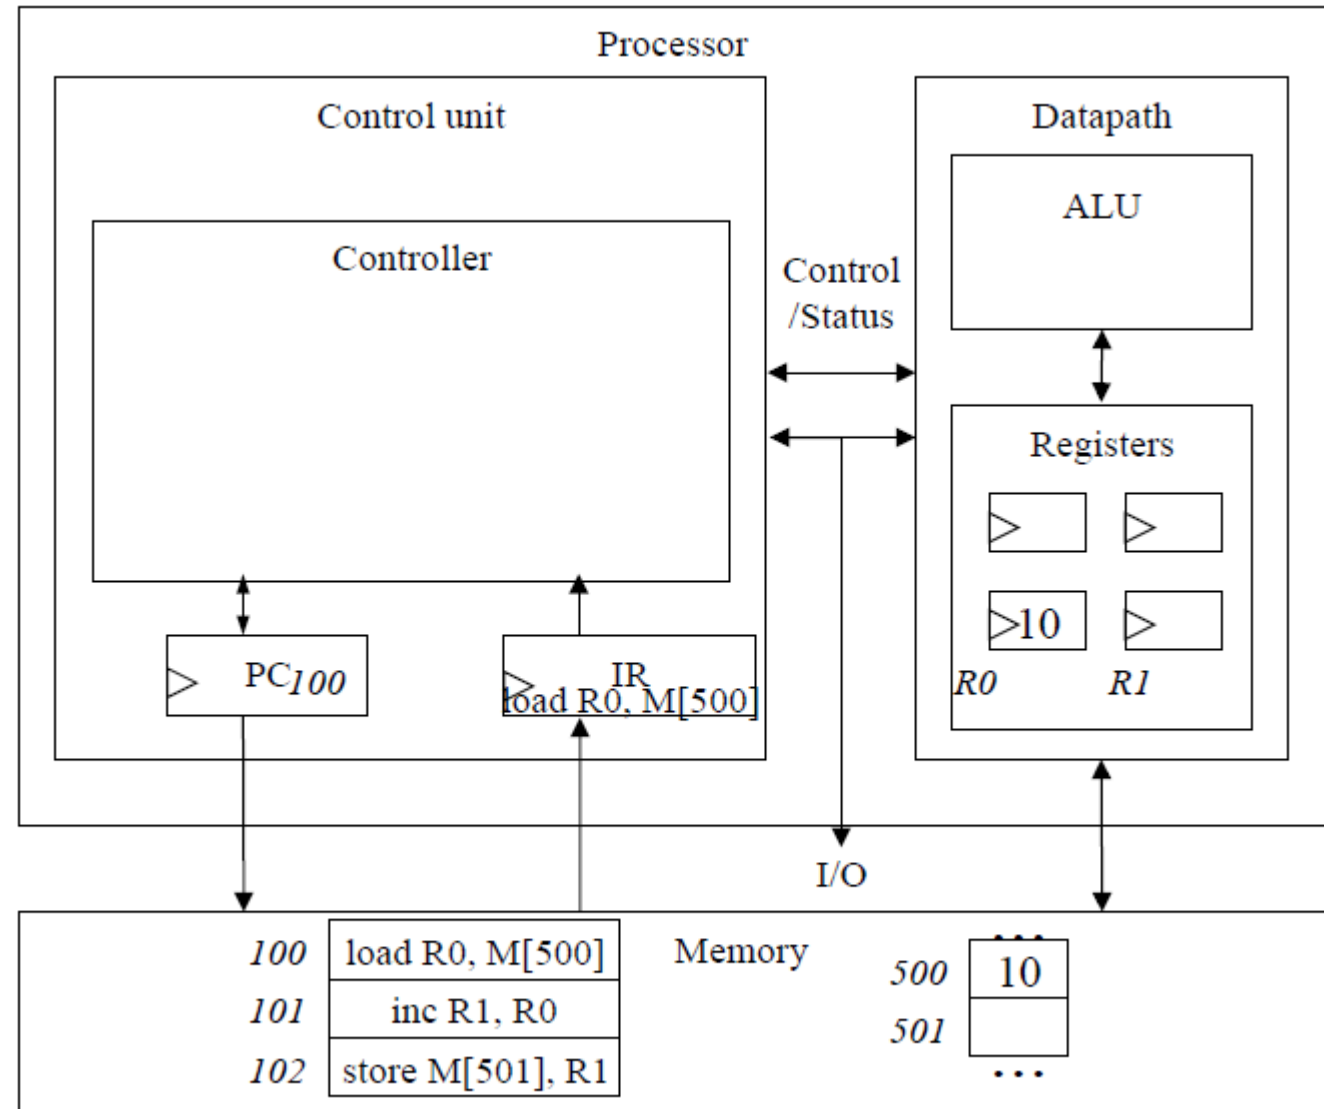 Processor
Control unit
Datapath
ALU
Controller
Control
/Status
Registers
10
R0 R1
PC 100
IR
load R0, M[500]
I/O
Memory
100 load R0, M[500]
101 inc R1, R0
102 store M[501], R1
...
500 10
501
...